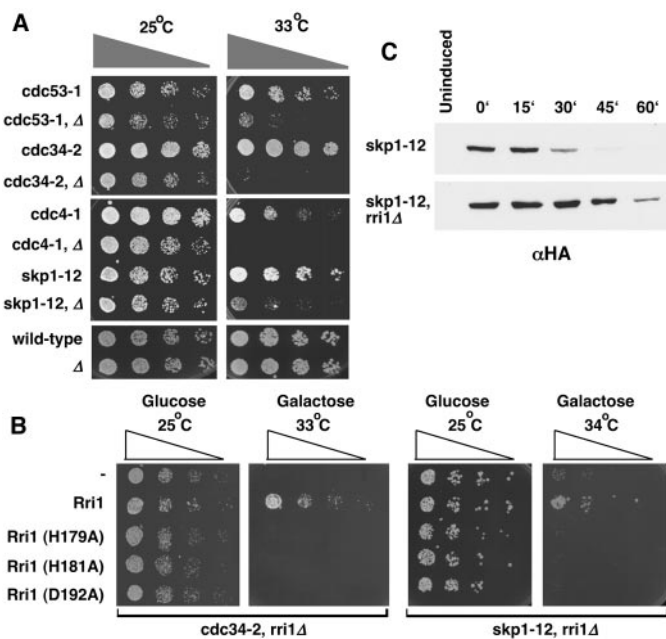 A
25°C
33°C
cdc53-1
cdc53-1, Δ
cdc34-2
cdc34-2, Δ
cdc4-1
cdc4-1, Δ
skp1-12
skp1-12, Δ
wild-type
Δ
C
Uninduced
0‘ 15‘ 30‘ 45‘ 60‘
skp1-12
skp1-12,
rri1Δ
αHA
B
Glucose
25°C
Galactose
33°C
Glucose
25°C
Galactose
34°C
-
Rri1
Rri1 (H179A)
Rri1 (H181A)
Rri1 (D192A)
cdc34-2, rri1Δ
skp1-12, rri1Δ